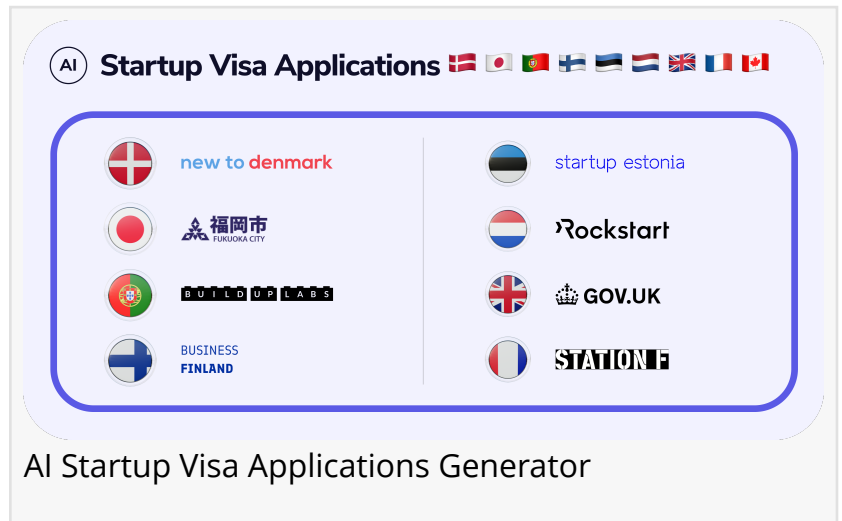 AI Startup Visa Applications
new to denmark
福岡市
FUKUOKA CITY
BUILD UP LABS
BUSINESS
FINLAND
startup estonia
Rockstart
GOV.UK
STATION F
AI Startup Visa Applications Generator